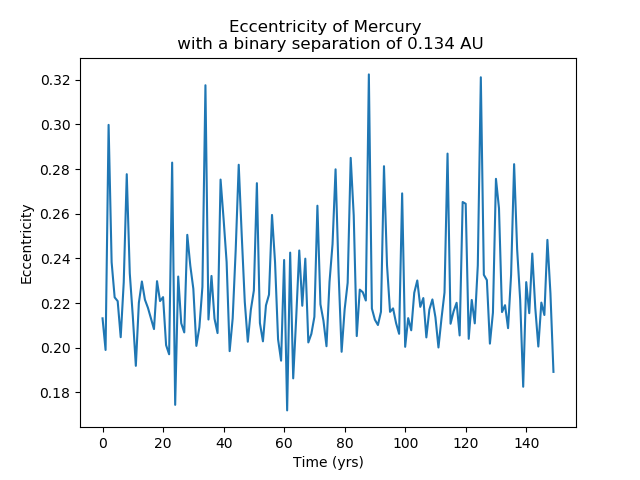 Eccentricity of Mercury
with a binary separation of 0.134 AU
0.32
0.30
0.28
0.26
0.24
0.22
0.20
0.18
Eccentricity
0 20 40 60 80 100 120 140
Time (yrs)